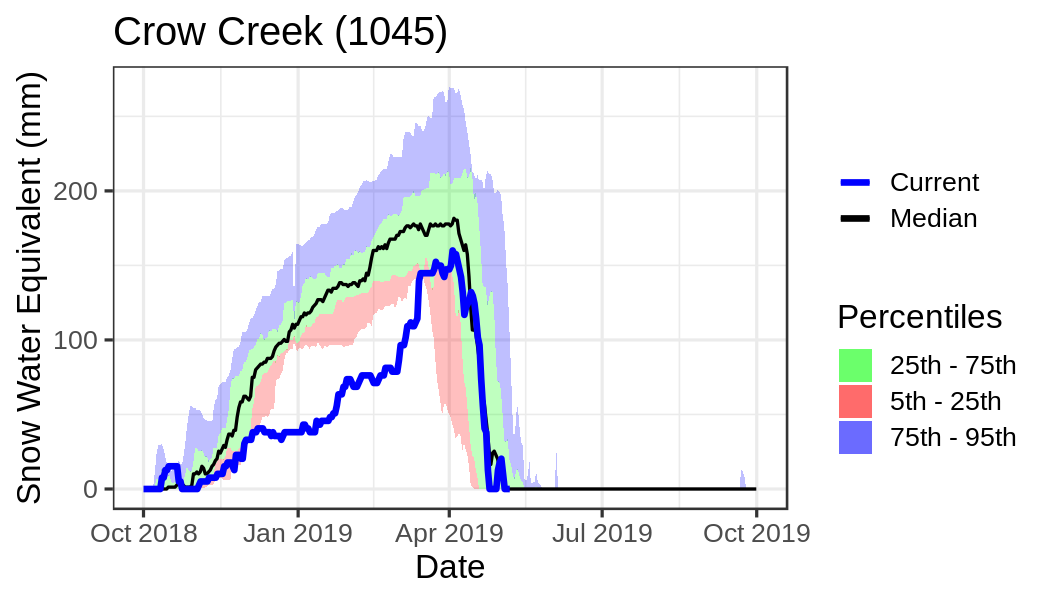 Crow Creek (1045)
Snow Water Equivalent (mm)
200
100
0
Oct 2018
Jan 2019
Apr 2019
Jul 2019
Oct 2019
Date
Current
Median
Percentiles
25th - 75th
5th - 25th
75th - 95th